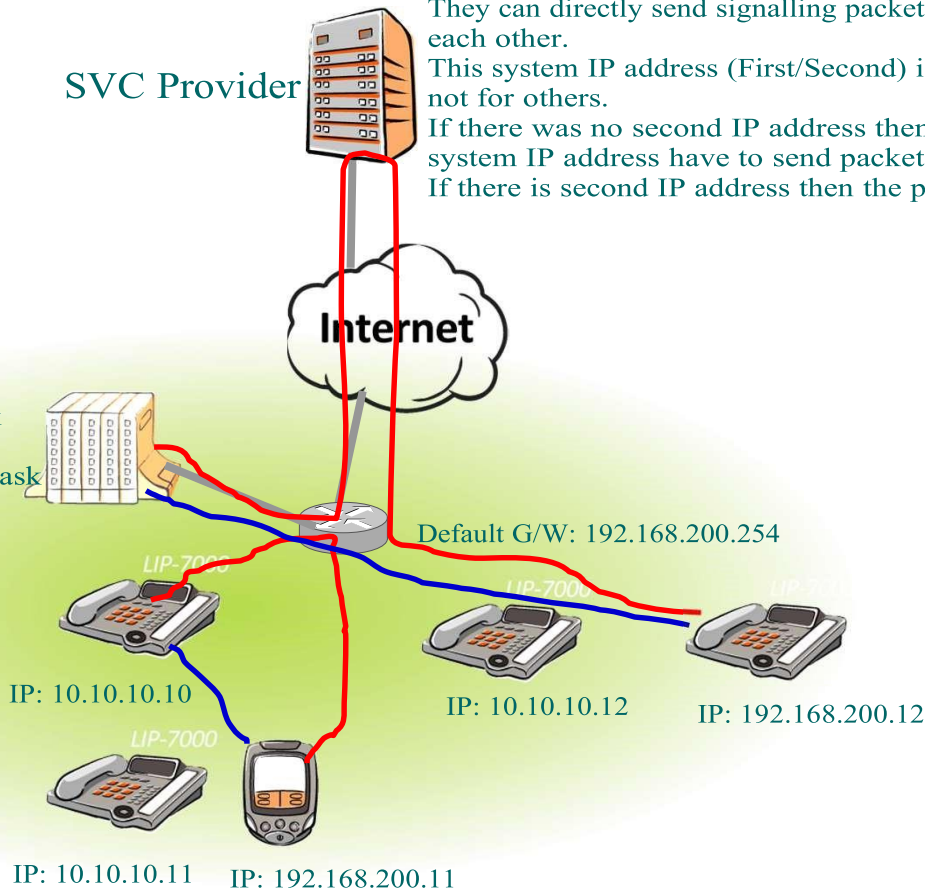 They can directly send signalling packet
each other.
This system IP address (First/Second) i
not for others.
If there was no second IP address then
system IP address have to send packet
If there is second IP address then the p
SVC Provider
Internet
ask
Default G/W: 192.168.200.254
LIP-7000
LIP-7000
LIP-7000
IP: 10.10.10.10
IP: 10.10.10.12
IP: 192.168.200.12
LIP-7000
IP: 10.10.10.11
IP: 192.168.200.11